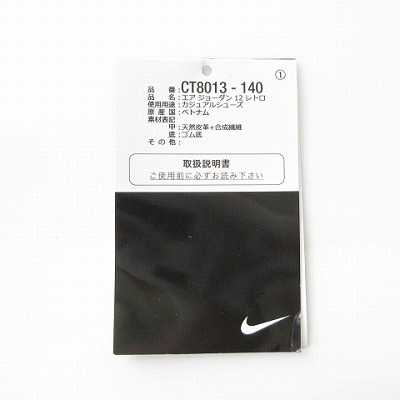 ①
品 番：CT8013 - 140
品 名：エア ジョーダン 12 レトロ
使用用途：カジュアルシューズ
原 産 国：ベトナム
素材表記
甲：天然皮革+合成繊維
底：ゴム底
そ の 他：
取扱説明書
ご使用前に必ずお読み下さい